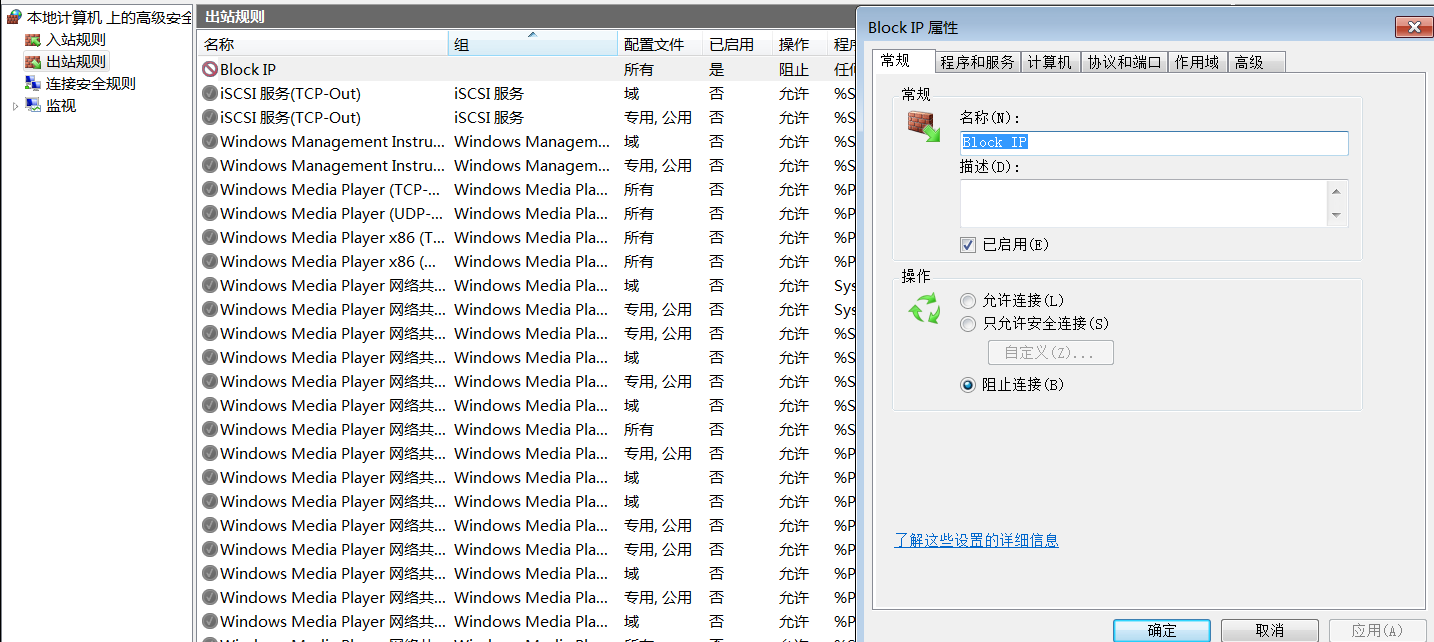 本地计算机 上的高级安全
入站规则
出站规则
连接安全规则
监视
出站规则
名称 组 配置文件 已启用 操作 程序
Block IP 所有 是 阻止 任何
iSCSI 服务(TCP-Out) iSCSI 服务 域 否 允许 %S
iSCSI 服务(TCP-Out) iSCSI 服务 专用, 公用 否 允许 %S
Windows Management Instru... Windows Managem... 域 否 允许 %S
Windows Management Instru... Windows Managem... 专用, 公用 否 允许 %S
Windows Media Player (TCP-... Windows Media Pla... 所有 否 允许 %P
Windows Media Player (UDP-... Windows Media Pla... 所有 否 允许 %P
Windows Media Player x86 (T... Windows Media Pla... 所有 否 允许 %P
Windows Media Player x86 (... Windows Media Pla... 所有 否 允许 %P
Windows Media Player 网络共... Windows Media Pla... 域 否 允许 Sys
Windows Media Player 网络共... Windows Media Pla... 专用, 公用 否 允许 Sys
Windows Media Player 网络共... Windows Media Pla... 专用, 公用 否 允许 %S
Windows Media Player 网络共... Windows Media Pla... 域 否 允许 %S
Windows Media Player 网络共... Windows Media Pla... 专用, 公用 否 允许 %S
Windows Media Player 网络共... Windows Media Pla... 域 否 允许 %S
Windows Media Player 网络共... Windows Media Pla... 所有 否 允许 %S
Windows Media Player 网络共... Windows Media Pla... 专用, 公用 否 允许 %P
Windows Media Player 网络共... Windows Media Pla... 域 否 允许 %P
Windows Media Player 网络共... Windows Media Pla... 域 否 允许 %P
Windows Media Player 网络共... Windows Media Pla... 专用, 公用 否 允许 %P
Windows Media Player 网络共... Windows Media Pla... 专用, 公用 否 允许 %P
Windows Media Player 网络共... Windows Media Pla... 域 否 允许 %P
Windows Media Player 网络共... Windows Media Pla... 专用, 公用 否 允许 %P
Windows Media Player 网络共... Windows Media Pla... 域 否 允许 %P
Block IP 属性
常规 程序和服务 计算机 协议和端口 作用域 高级
常规
名称(N):
Block IP
描述(D):
已启用(E)
操作
允许连接(L)
只允许安全连接(S)
自定义(Z)...
阻止连接(B)
了解这些设置的详细信息
确定 取消 应用(A)